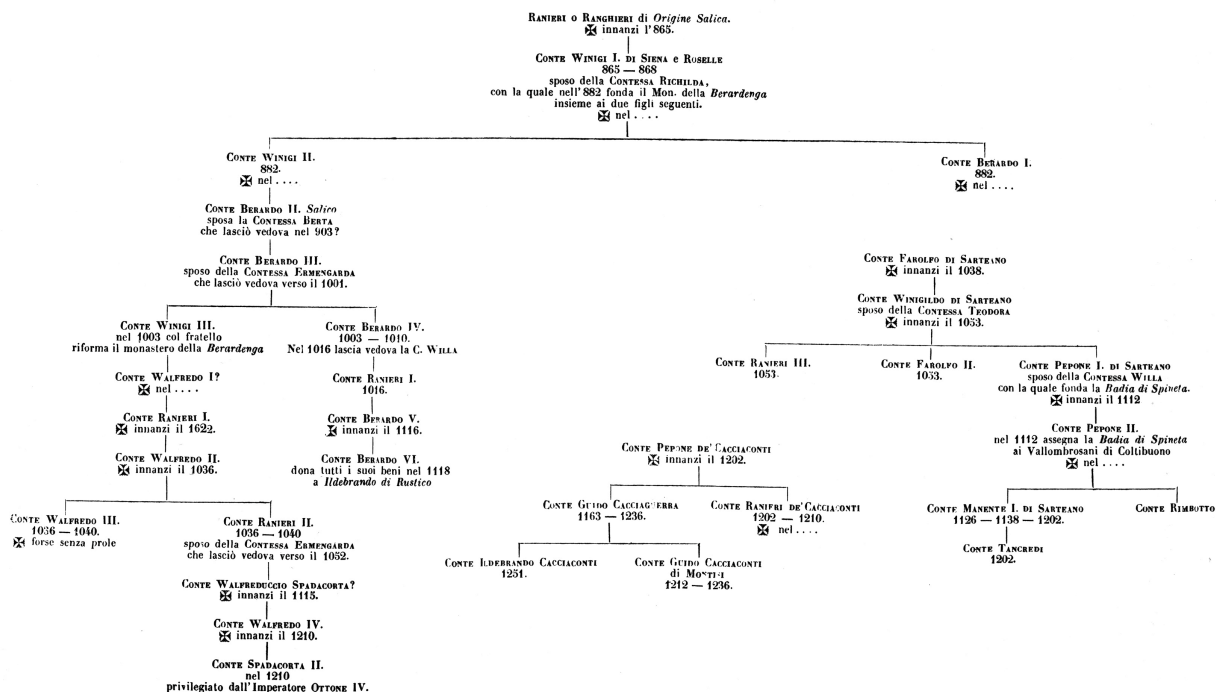 RANIERI O RANGHIERI di Origine Salica.
✠ innanzi l'865.
CONTE WINIGI I. DI SIENA e ROSELLE
865 — 868
sposo della CONTESSA RICHILDA,
con la quale nell'882 fonda il Mon. della Berardenga
insieme ai due figli seguenti.
✠ nel ....
CONTE WINIGI II.
882.
✠ nel ....
CONTE BERARDO II. Salico
sposa la CONTESSA BERTA
che lasciò vedova nel 903?
CONTE BERARDO III.
sposo della CONTESSA ERMENGARDA
che lasciò vedova verso il 1001.
CONTE WINIGI III.
nel 1003 col fratello
riforma il monastero della Berardenga
CONTE WALFREDO I?
✠ nel ....
CONTE RANIERI I.
✠ innanzi il 1622.
CONTE WALFREDO II.
✠ innanzi il 1036.
CONTE WALFREDO III.
1036 — 1040.
✠ forse senza prole
CONTE RANIERI II.
1036 — 1040
sposo della CONTESSA ERMENGARDA
che lasciò vedova verso il 1052.
CONTE WALFREDUCCIO SPADACORTA?
✠ innanzi il 1115.
CONTE WALFREDO IV.
✠ innanzi il 1210.
CONTE SPADACORTA II.
nel 1210
privilegiato dall'Imperatore OTTONE IV.
CONTE BERARDO IV.
1003 — 1010.
Nel 1016 lascia vedova la C. WILLA
CONTE RANIERI I.
1016.
CONTE BERARDO V.
✠ innanzi il 1116.
CONTE BERARDO VI.
dona tutti i suoi beni nel 1118
a Ildebrando di Rustico
CONTE BERARDO I.
882.
✠ nel ....
CONTE FAROLFO DI SARTEANO
✠ innanzi il 1038.
CONTE WINIGILDO DI SARTEANO
sposo della CONTESSA TEODORA
✠ innanzi il 1053.
CONTE RANIERI III.
1053.
CONTE FAROLFO II.
1053.
CONTE PEPONE I. DI SARTEANO
sposo della CONTESSA WILLA
con la quale fonda la Badia di Spineta.
✠ innanzi il 1112
CONTE PEPONE II.
nel 1112 assegna la Badia di Spineta
ai Vallombrosani di Coltibuono
✠ nel ....
CONTE MANENTE I. DI SARTEANO
1126 — 1138 — 1202.
CONTE TANCREDI
1202.
CONTE RIMBOTTO
CONTE PEPONE DE' CACCIACONTI
✠ innanzi il 1202.
CONTE GUIDO CACCIAGUERRA
1163 — 1236.
CONTE RANIERI DE' CACCIACONTI
1202 — 1210.
✠ nel ....
CONTE ILDEBRANDO CACCIACONTI
1251.
CONTE GUIDO CACCIACONTI
di
1212 — 1236.